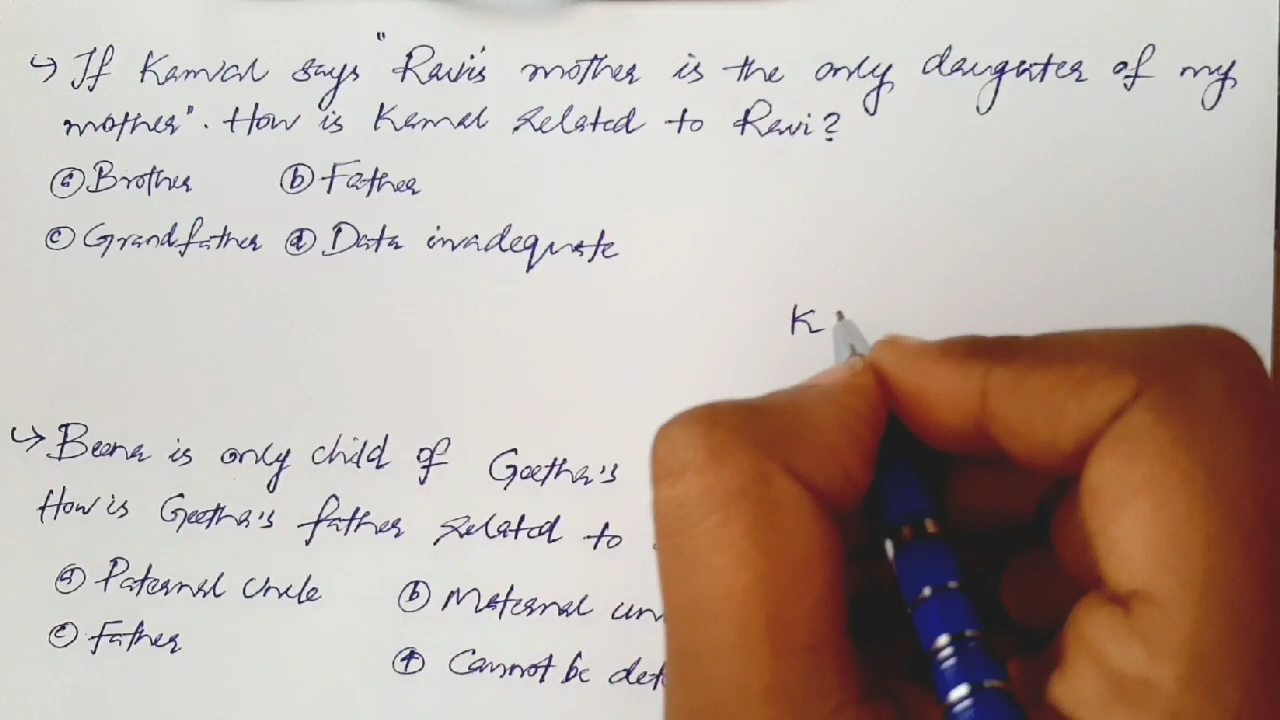 ↪ If Kamal says "Ravi's mother is the only daughter of my
mother". How is Kamal related to Ravi?
ⓐ Brother ⓑ Father
ⓒ Grandfather ⓓ Data inadequate
K
↪ Beena is only child of Geetha's
How is Geetha's father related to
ⓐ Paternal Uncle ⓑ Maternal un
ⓒ Father
ⓓ Cannot be det